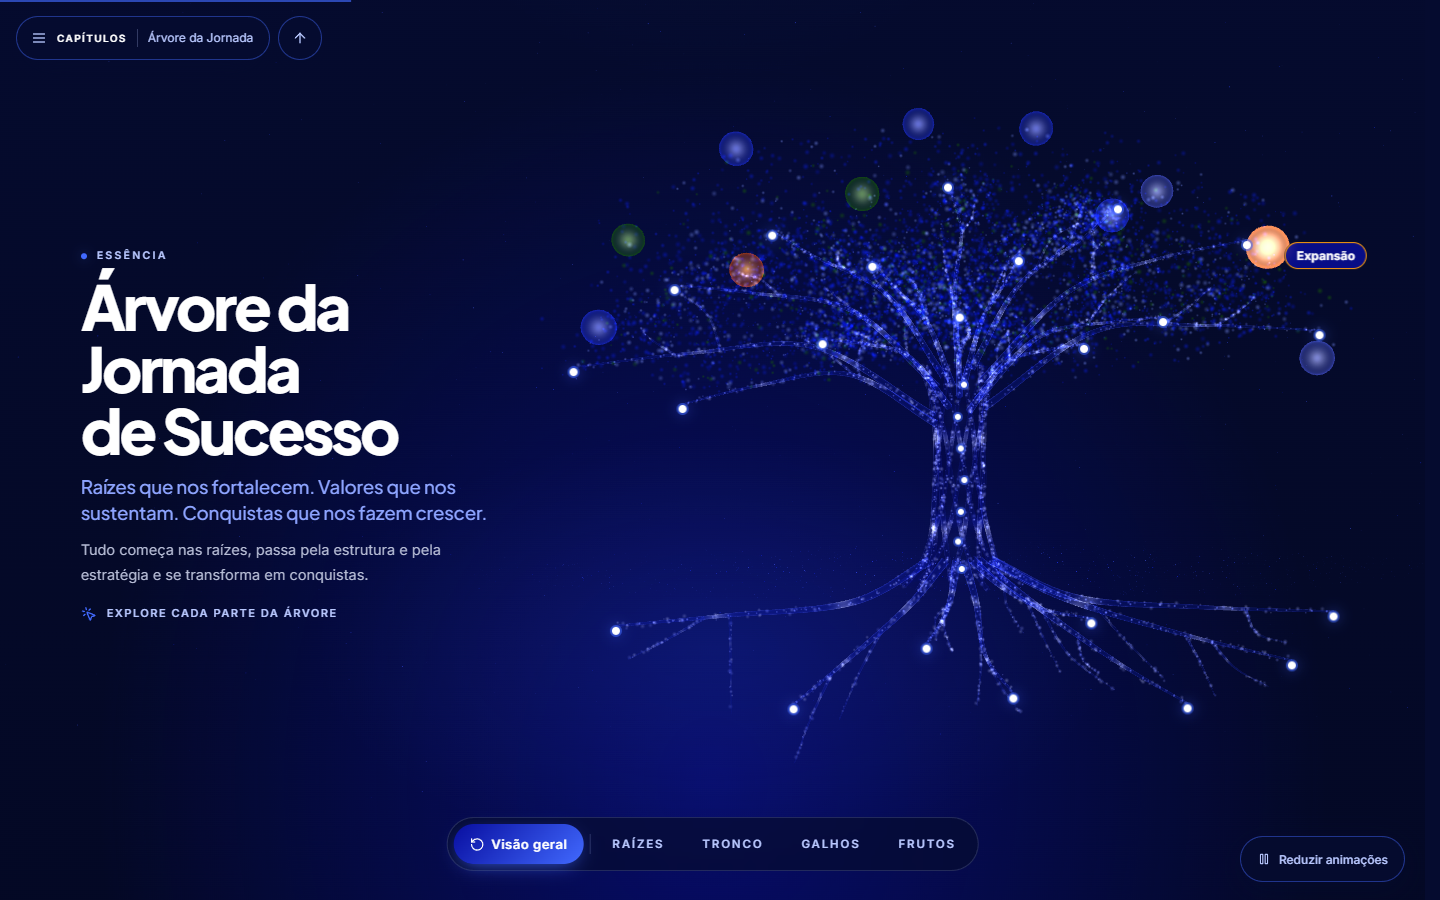 CAPÍTULOS
Árvore da Jornada
ESSÊNCIA
Árvore da
Jornada
de Sucesso
Raízes que nos fortalecem. Valores que nos
sustentam. Conquistas que nos fazem crescer.
Tudo começa nas raízes, passa pela estrutura e pela
estratégia e se transforma em conquistas.
EXPLORE CADA PARTE DA ÁRVORE
Expansão
Visão geral
RAÍZES
TRONCO
GALHOS
FRUTOS
Reduzir animações